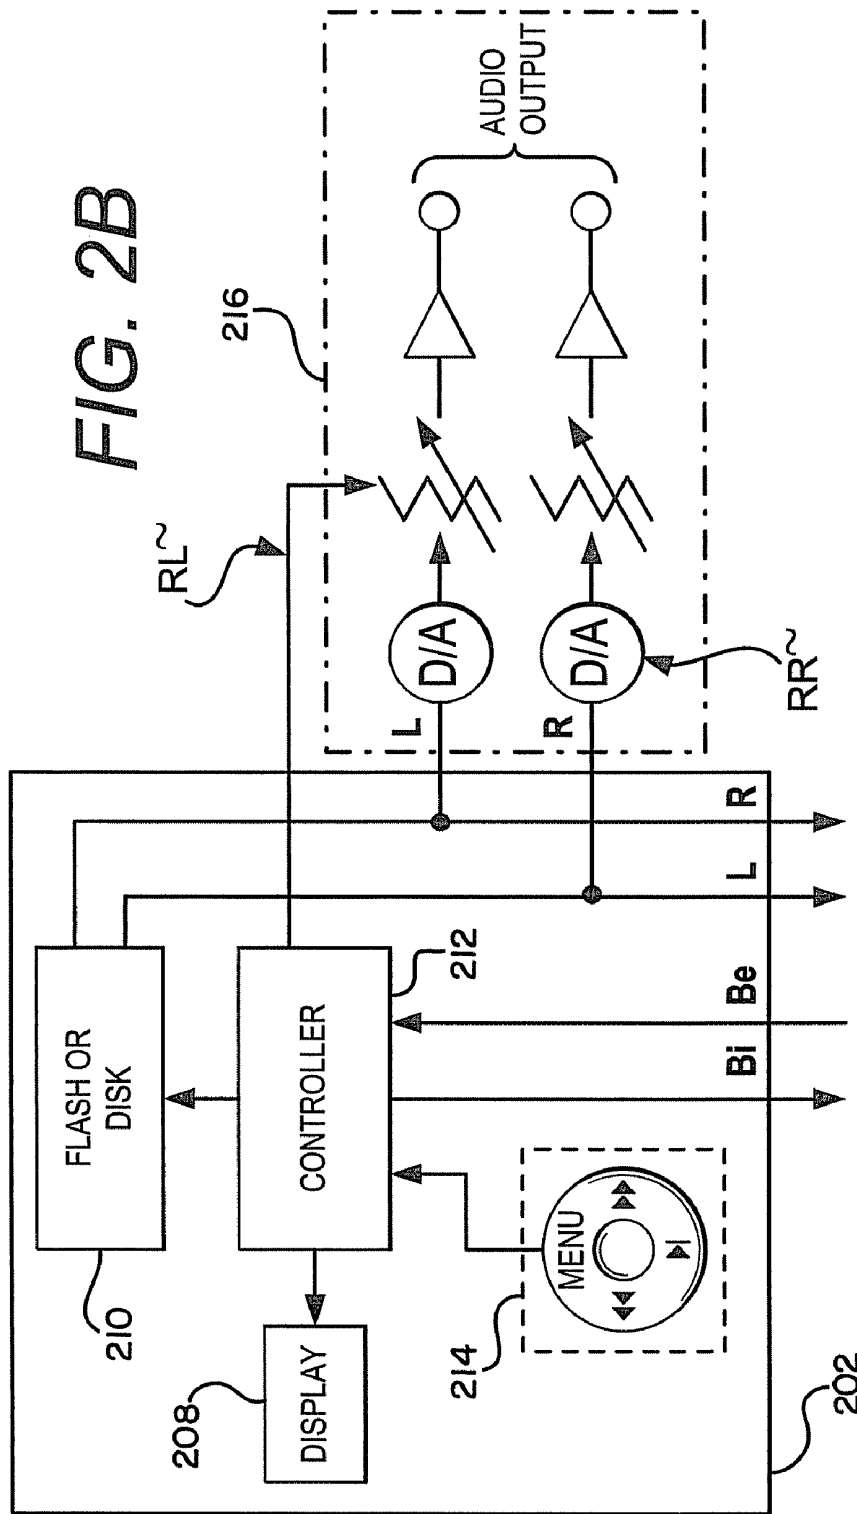 FIG. 2B
216
AUDIO
OUTPUT
RL~
L
D/A
R
D/A
RR~
FLASH OR
DISK
210
CONTROLLER
212
DISPLAY
208
MENU
214
Bi
Be
L
R
202